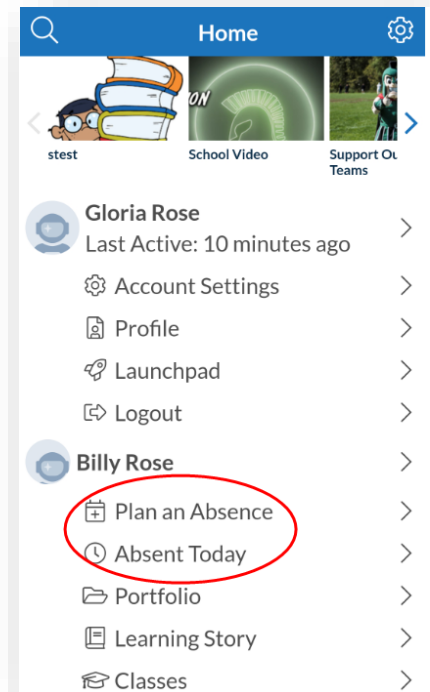 Home
ON
stest
School Video
Support Ou
Teams
Gloria Rose
Last Active: 10 minutes ago
Account Settings
Profile
Launchpad
Logout
Billy Rose
Plan an Absence
Absent Today
Portfolio
Learning Story
Classes